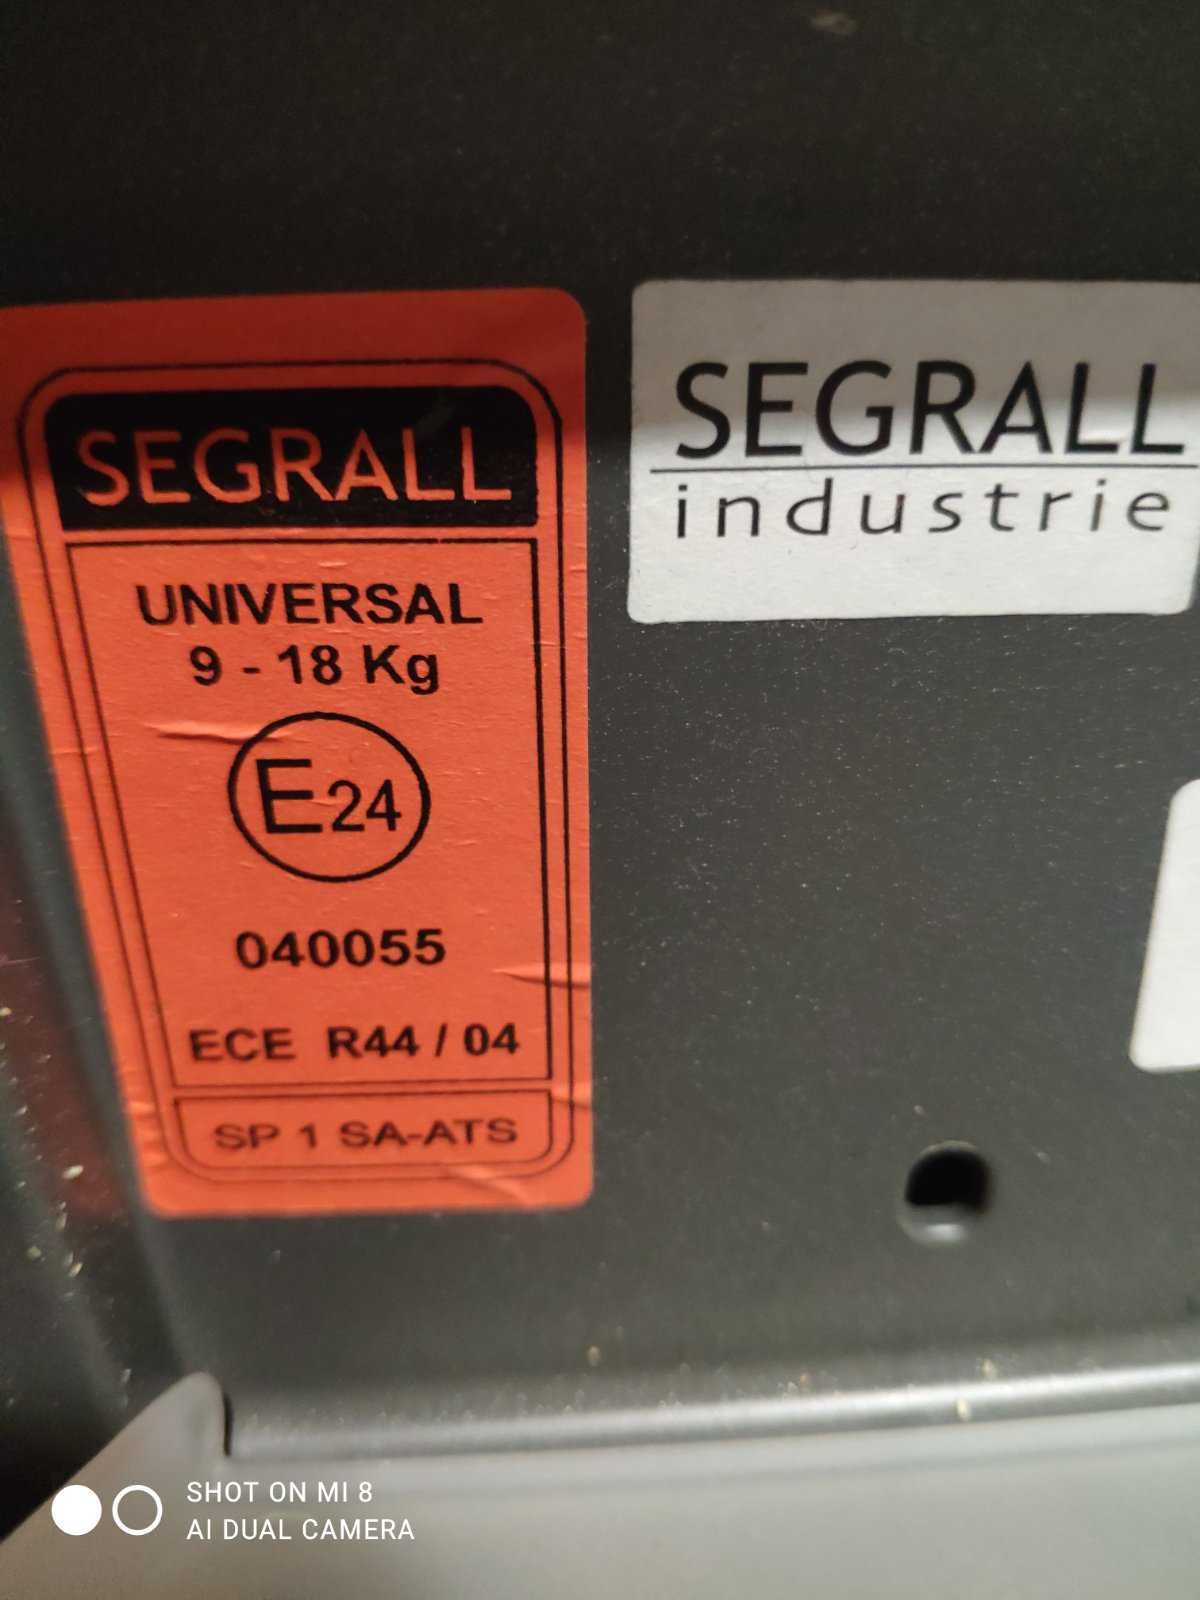 SEGRALL
UNIVERSAL
9 - 18 Kg
E24
040055
ECE R44 / 04
SP 1 SA-ATS
SEGRALL
industrie
SHOT ON MI 8
AI DUAL CAMERA